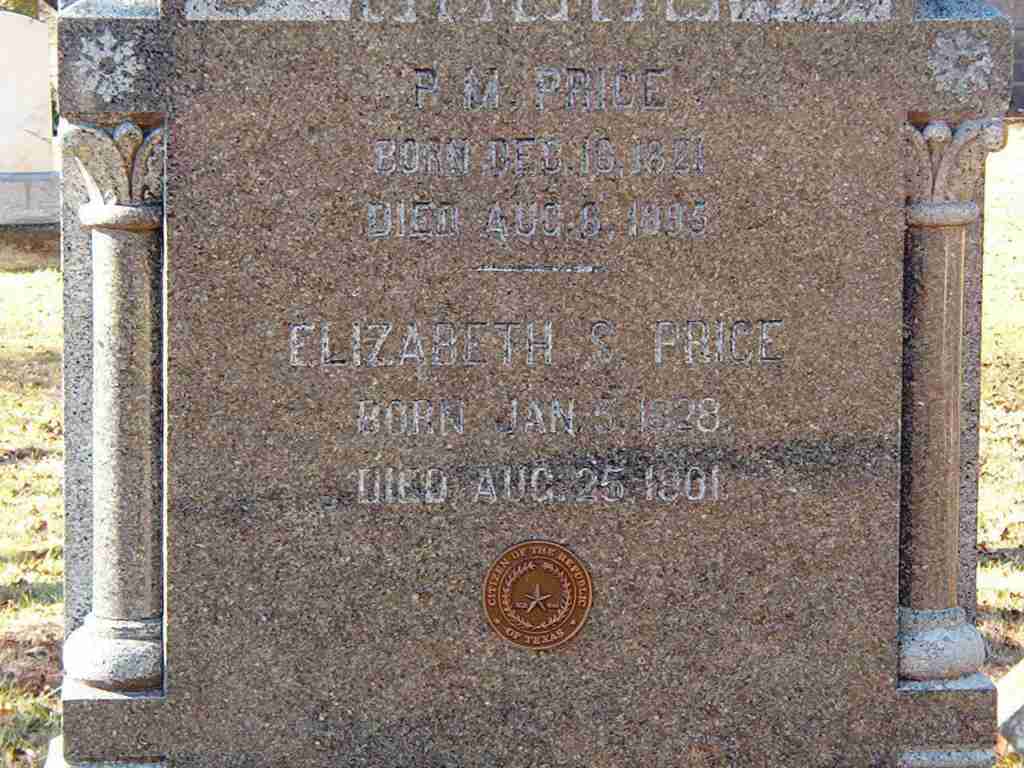 P. M. PRICE
BORN DEC. 16, 1821
DIED AUG. 6, 1893
ELIZABETH S. PRICE
BORN JAN. 5, 1828.
DIED AUG. 25, 1901.
CITIZEN OF THE REPUBLIC
OF TEXAS